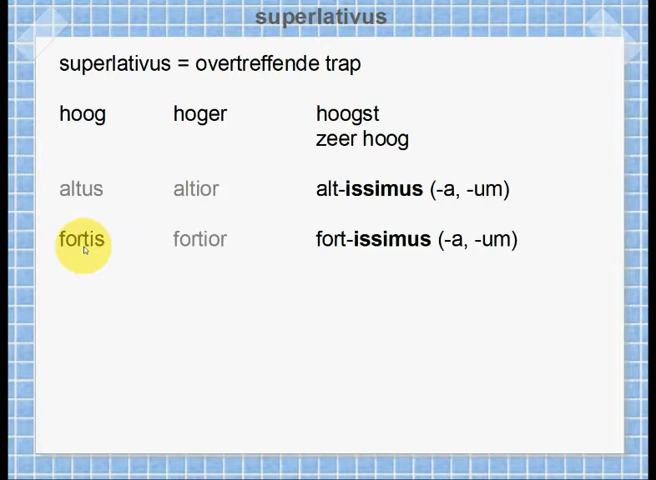 superlativus
superlativus = overtreffende trap
hoog hoger hoogst
zeer hoog
altus altior alt-issimus (-a, -um)
fortis fortior fort-issimus (-a, -um)